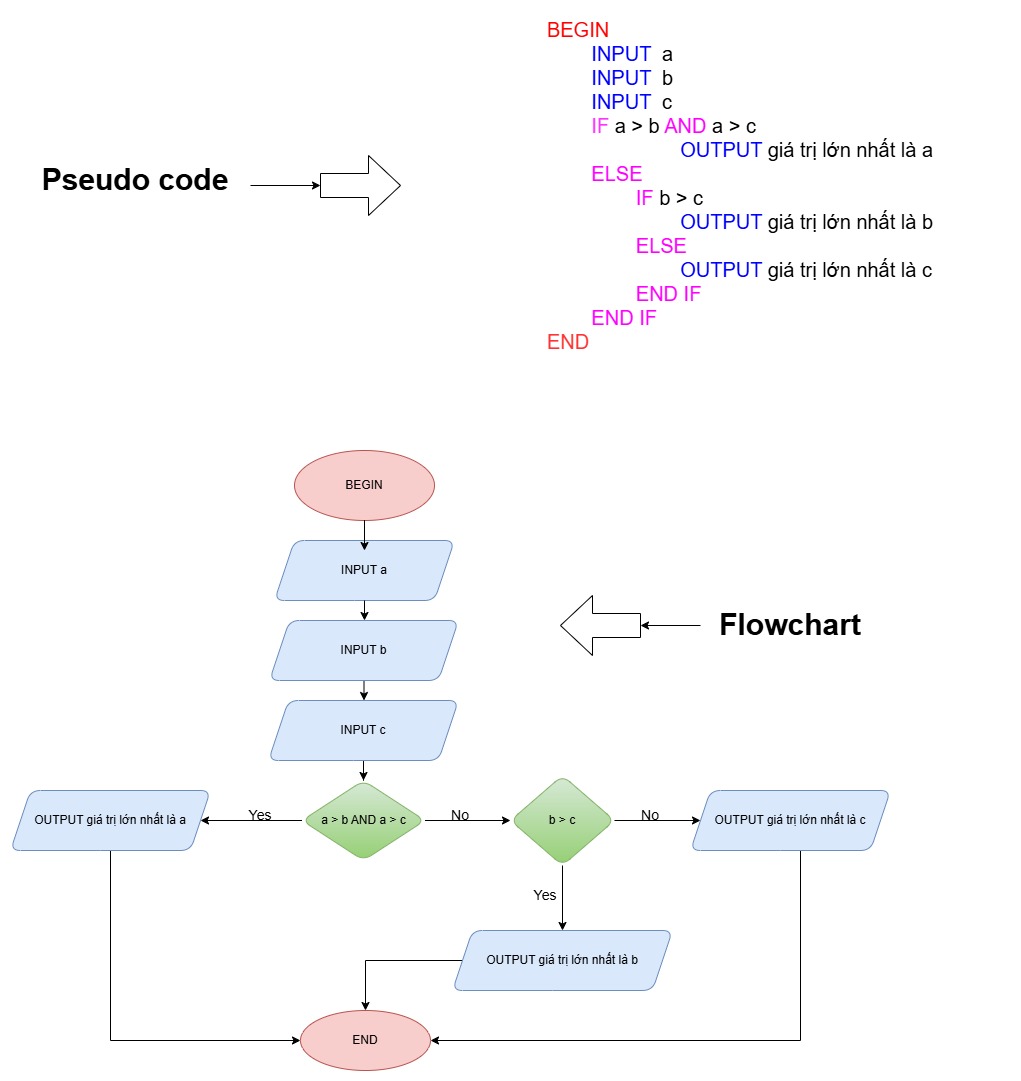 BEGIN
INPUT a
INPUT b
INPUT c
IF a > b AND a > c
OUTPUT giá trị lớn nhất là a
ELSE
IF b > c
OUTPUT giá trị lớn nhất là b
ELSE
OUTPUT giá trị lớn nhất là c
END IF
END IF
END
Pseudo code
BEGIN
INPUT a
INPUT b
INPUT c
Flowchart
OUTPUT giá trị lớn nhất là a
Yes
a > b AND a > c
No
b > c
No
OUTPUT giá trị lớn nhất là c
Yes
OUTPUT giá trị lớn nhất là b
END